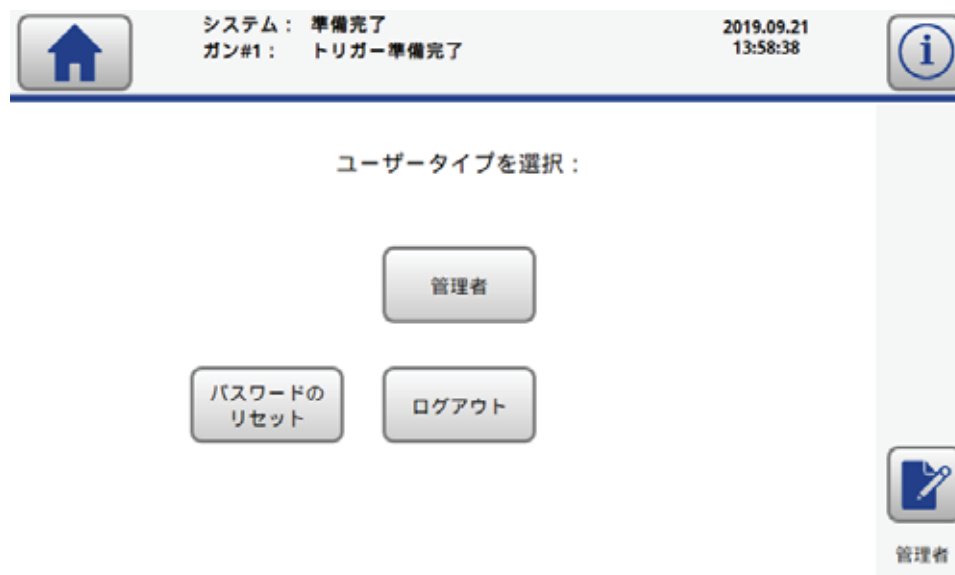 システム： 準備完了
ガン#1： トリガー準備完了
2019.09.21
13:58:38
i
ユーザータイプを選択：
管理者
パスワードの
リセット
ログアウト
管理者